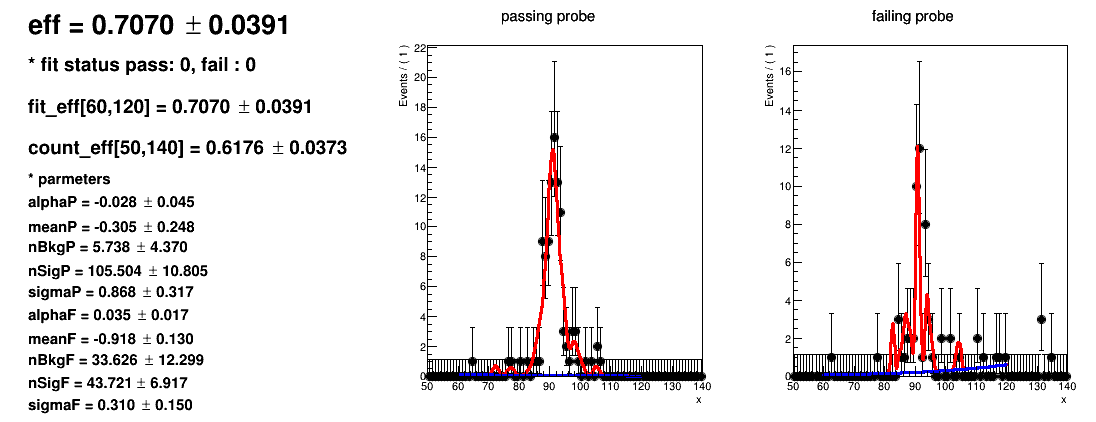 eff = 0.7070 ± 0.0391
* fit status pass: 0, fail : 0
fit_eff[60,120] = 0.7070 ± 0.0391
count_eff[50,140] = 0.6176 ± 0.0373
* parmeters
alphaP = -0.028 ± 0.045
meanP = -0.305 ± 0.248
nBkgP = 5.738 ± 4.370
nSigP = 105.504 ± 10.805
sigmaP = 0.868 ± 0.317
alphaF = 0.035 ± 0.017
meanF = -0.918 ± 0.130
nBkgF = 33.626 ± 12.299
nSigF = 43.721 ± 6.917
sigmaF = 0.310 ± 0.150
passing probe
Events / ( 1 )
22
20
18
16
14
12
10
8
6
4
2
0
50 60 70 80 90 100 110 120 130 140
x
failing probe
Events / ( 1 )
16
14
12
10
8
6
4
2
0
50 60 70 80 90 100 110 120 130 140
x